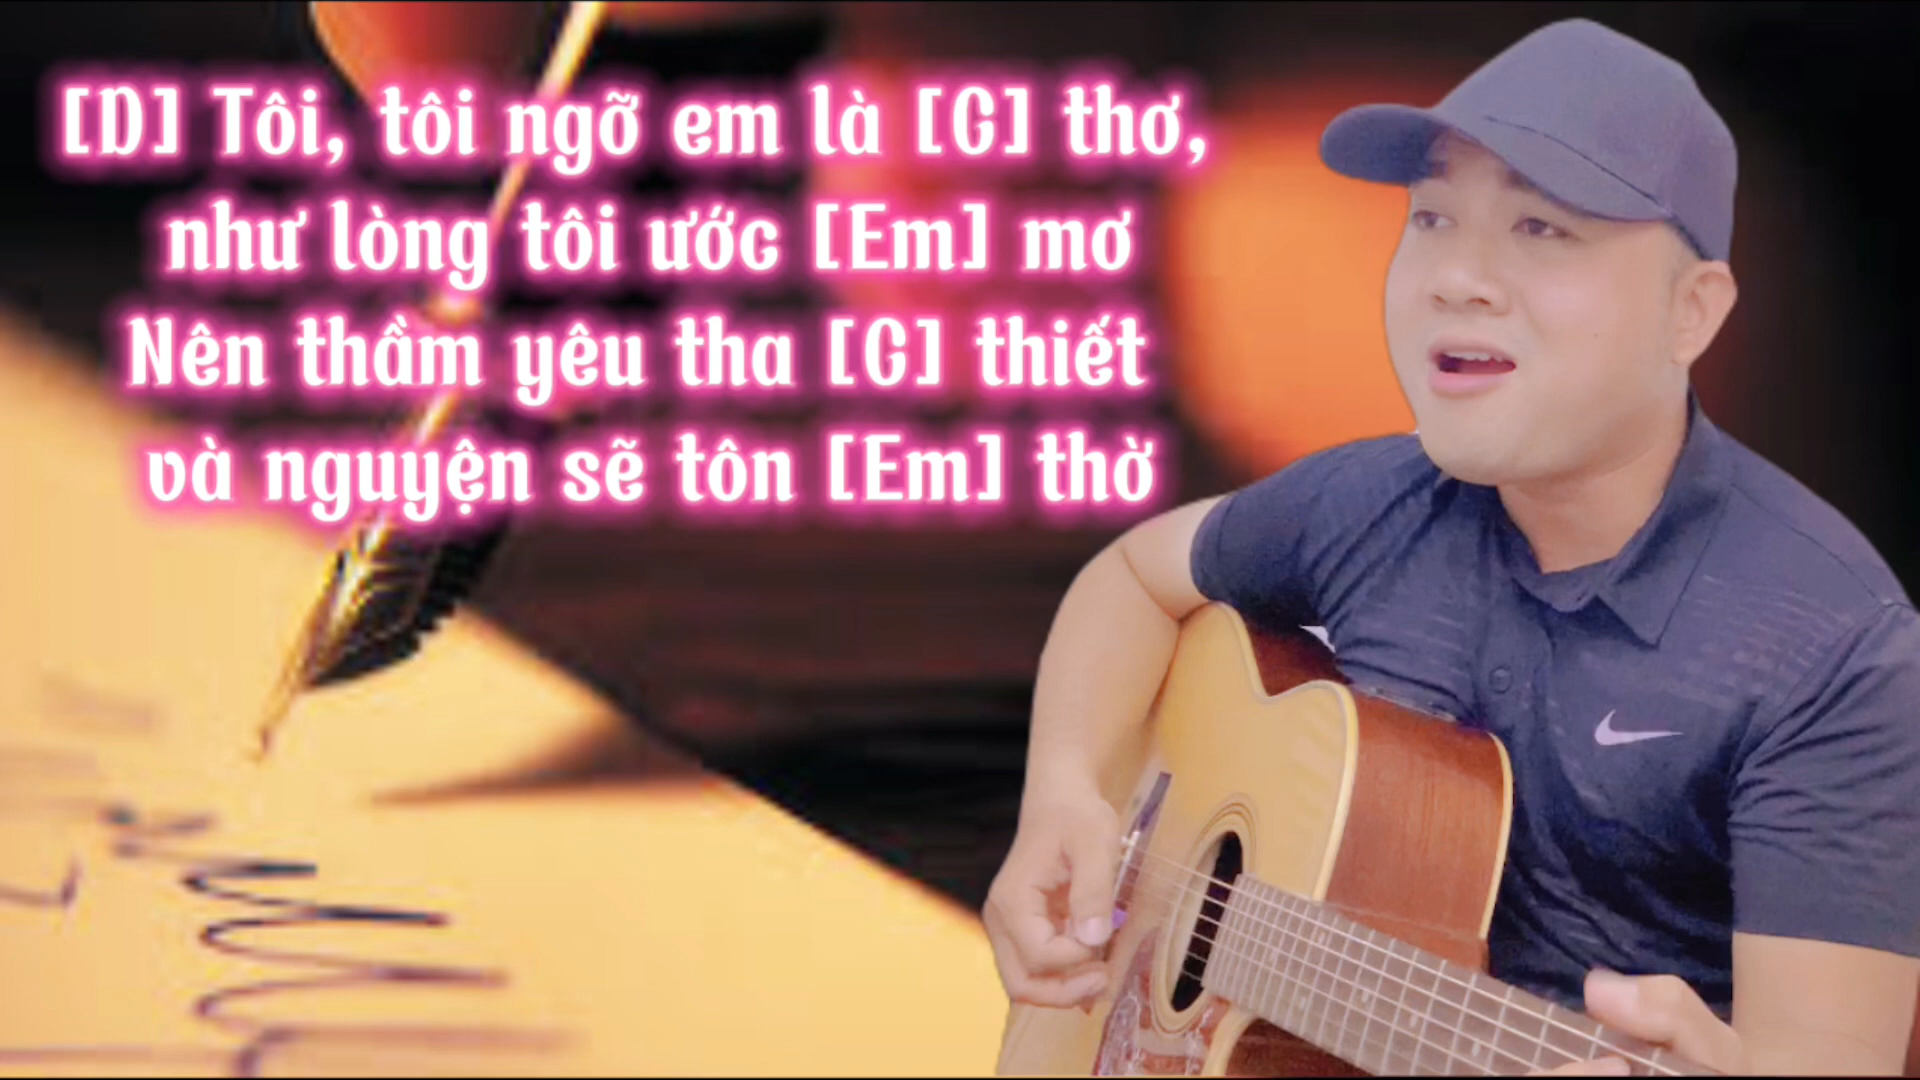 [D] Tôi, tôi ngỡ em là [G] thơ,
như lòng tôi ước [Em] mơ
Nên thầm yêu tha [G] thiết
và nguyện sẽ tôn [Em] thờ